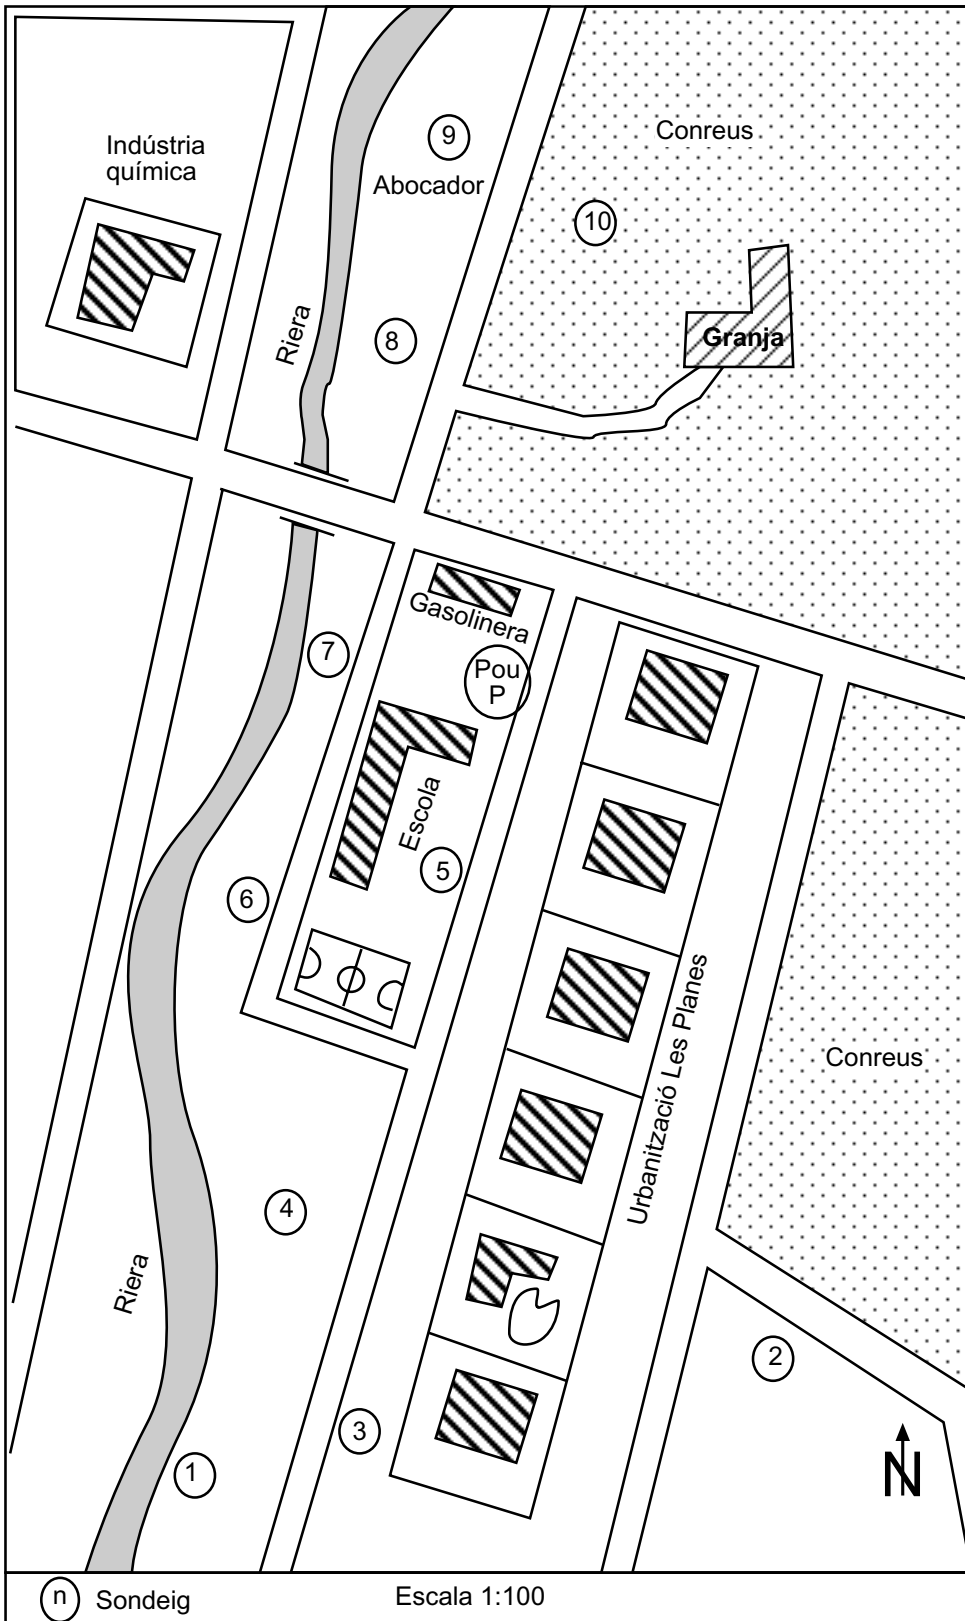 9
Conreus
Indústria
química
Abocador
10
Riera
8
Granja
Gasolinera
7
Pou
P
Escola
5
6
Urbanització Les Planes
Conreus
4
Riera
2
3
1
N
n Sondeig
Escala 1:100